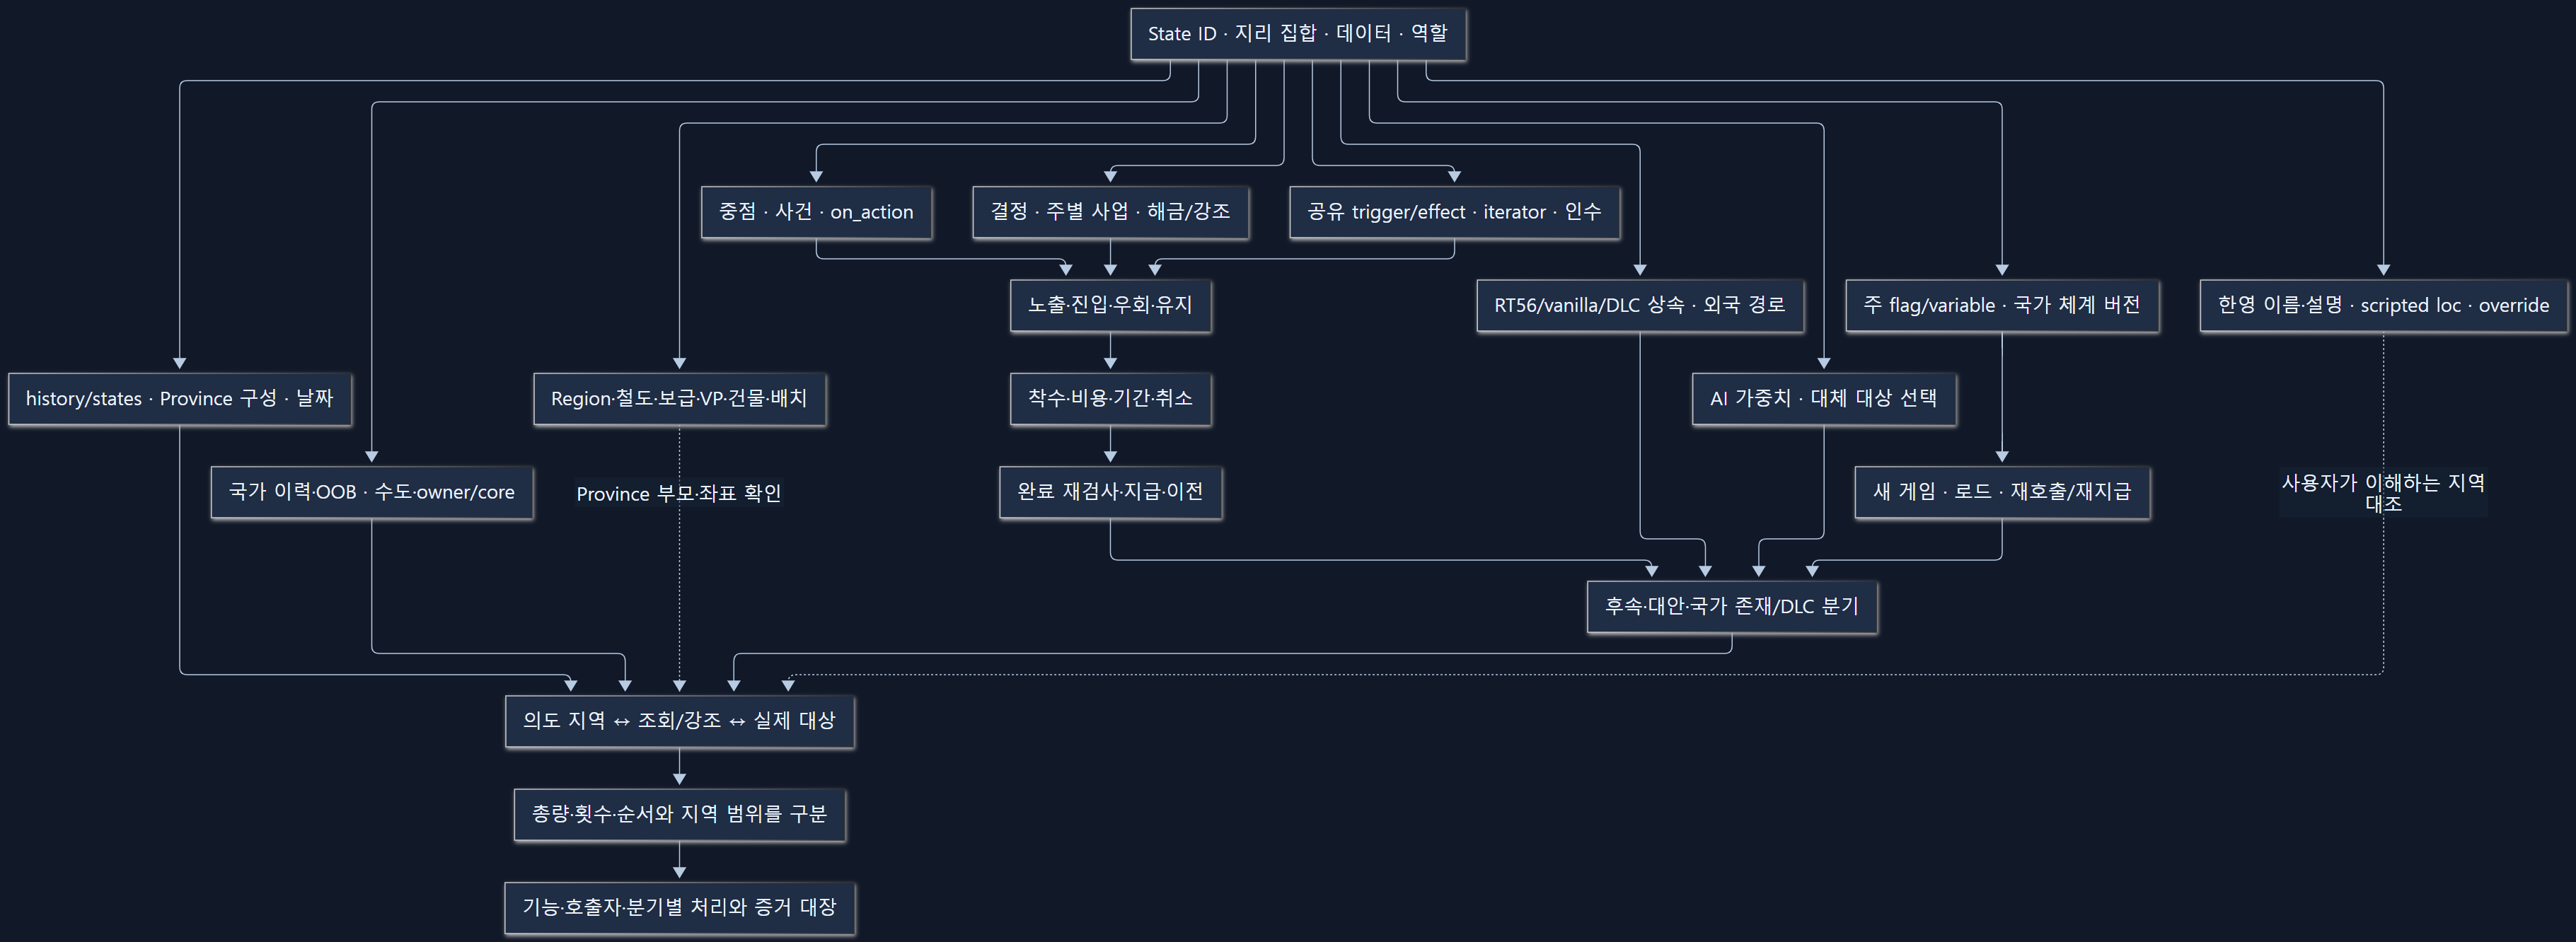 State ID · 지리 집합 · 데이터 · 역할
중점 · 사건 · on_action
결정 · 주별 사업 · 해금/강조
공유 trigger/effect · iterator · 인수
노출·진입·우회·유지
RT56/vanilla/DLC 상속 · 외국 경로
주 flag/variable · 국가 체계 버전
한영 이름·설명 · scripted loc · override
history/states · Province 구성 · 날짜
Region·철도·보급·VP·건물·배치
착수·비용·기간·취소
AI 가중치 · 대체 대상 선택
국가 이력·OOB · 수도·owner/core
Province 부모·좌표 확인
완료 재검사·지급·이전
새 게임 · 로드 · 재호출/재지급
사용자가 이해하는 지역
대조
후속·대안·국가 존재/DLC 분기
의도 지역 ↔ 조회/강조 ↔ 실제 대상
총량·횟수·순서와 지역 범위를 구분
기능·호출자·분기별 처리와 증거 대장